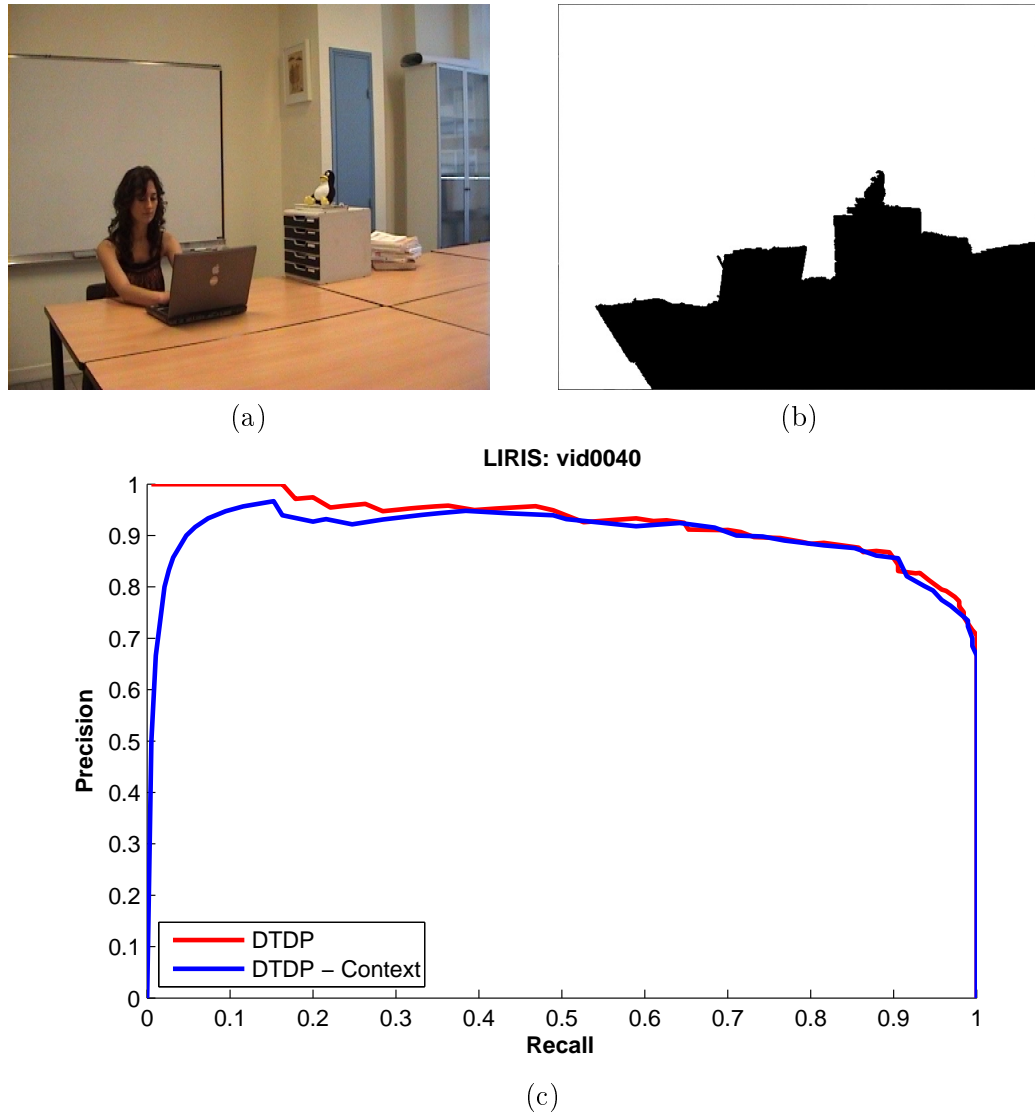 (a)
(b)
LIRIS: vid0040
Precision
1
0.9
0.8
0.7
0.6
0.5
0.4
0.3
0.2
0.1
0
DTDP
DTDP − Context
0 0.1 0.2 0.3 0.4 0.5 0.6 0.7 0.8 0.9 1
Recall
(c)